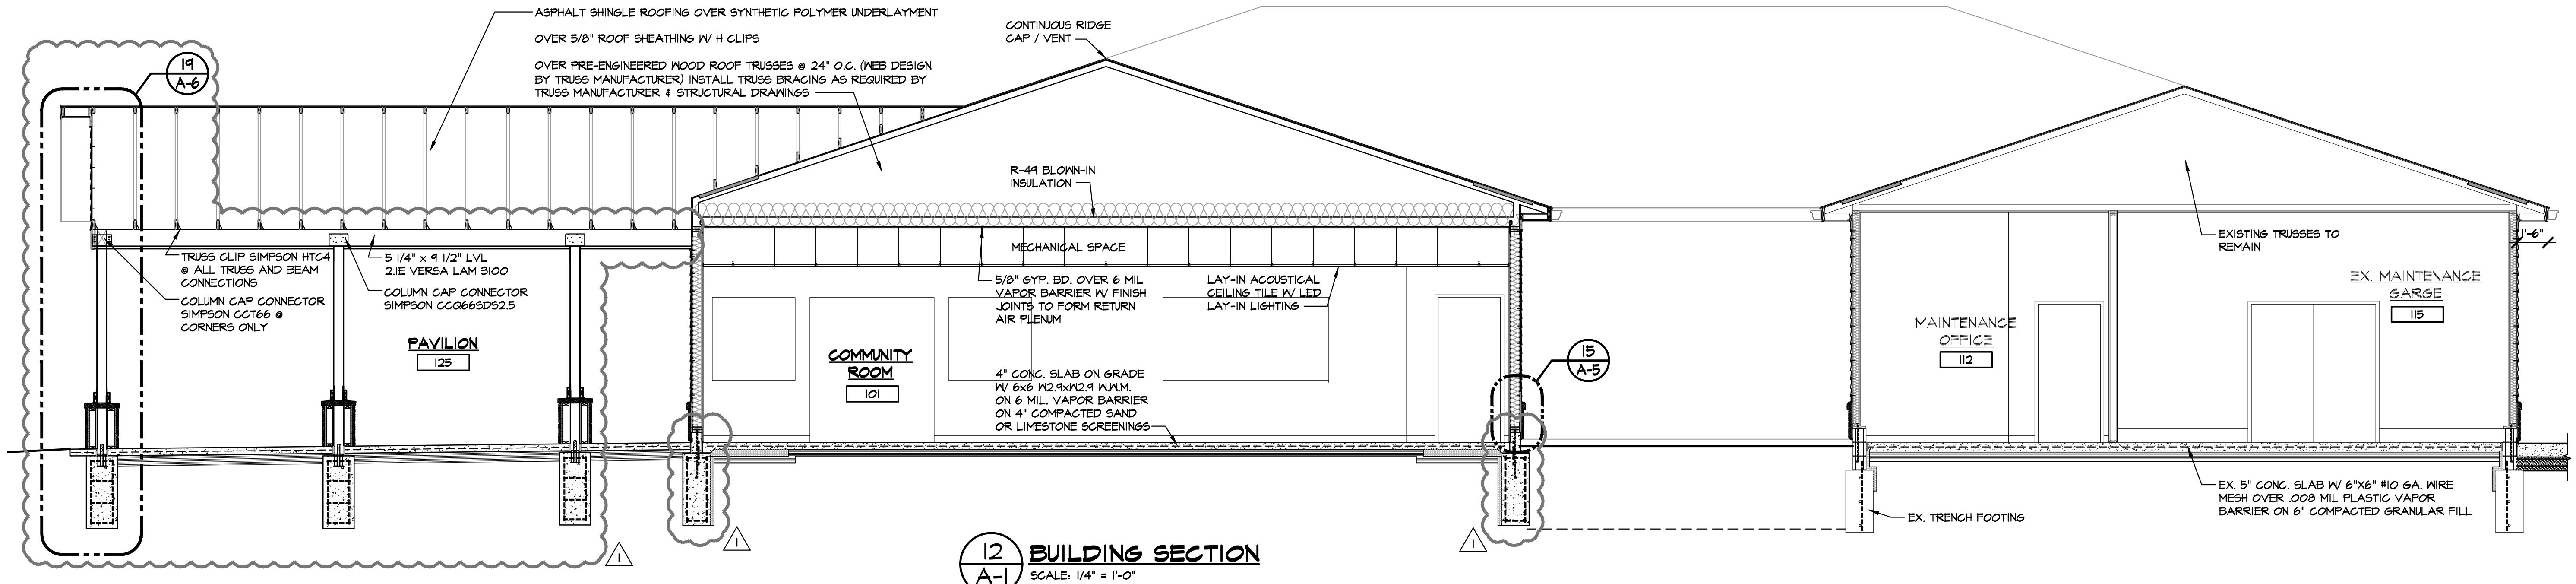 19
A-6
ASPHALT SHINGLE ROOFING OVER SYNTHETIC POLYMER UNDERLAYMENT
OVER 5/8" ROOF SHEATHING W/ H CLIPS
OVER PRE-ENGINEERED WOOD ROOF TRUSSES @ 24" O.C. (WEB DESIGN
BY TRUSS MANUFACTURER) INSTALL TRUSS BRACING AS REQUIRED BY
TRUSS MANUFACTURER & STRUCTURAL DRAWINGS
CONTINUOUS RIDGE
CAP / VENT
R-49 BLOWN-IN
INSULATION
MECHANICAL SPACE
TRUSS CLIP SIMPSON HTC4
@ ALL TRUSS AND BEAM
CONNECTIONS
COLUMN CAP CONNECTOR
SIMPSON CCT66 @
CORNERS ONLY
5 1/4" x 9 1/2" LVL
2.1E VERSA LAM 3100
COLUMN CAP CONNECTOR
SIMPSON CCQ66SDS2.5
PAVILION
125
5/8" GYP. BD. OVER 6 MIL
VAPOR BARRIER W/ FINISH
JOINTS TO FORM RETURN
AIR PLENUM
LAY-IN ACOUSTICAL
CEILING TILE W/ LED
LAY-IN LIGHTING
COMMUNITY
ROOM
101
4" CONC. SLAB ON GRADE
W/ 6x6 W2.9xW2.9 W.W.M.
ON 6 MIL. VAPOR BARRIER
ON 4" COMPACTED SAND
OR LIMESTONE SCREENINGS
15
A-5
EXISTING TRUSSES TO
REMAIN
1'-6"
EX. MAINTENANCE
GARGE
115
MAINTENANCE
OFFICE
112
EX. 5" CONC. SLAB W/ 6"X6" #10 GA. WIRE
MESH OVER .008 MIL PLASTIC VAPOR
BARRIER ON 6" COMPACTED GRANULAR FILL
EX. TRENCH FOOTING
1
1
1
12
A-1
BUILDING SECTION
SCALE: 1/4" = 1'-0"